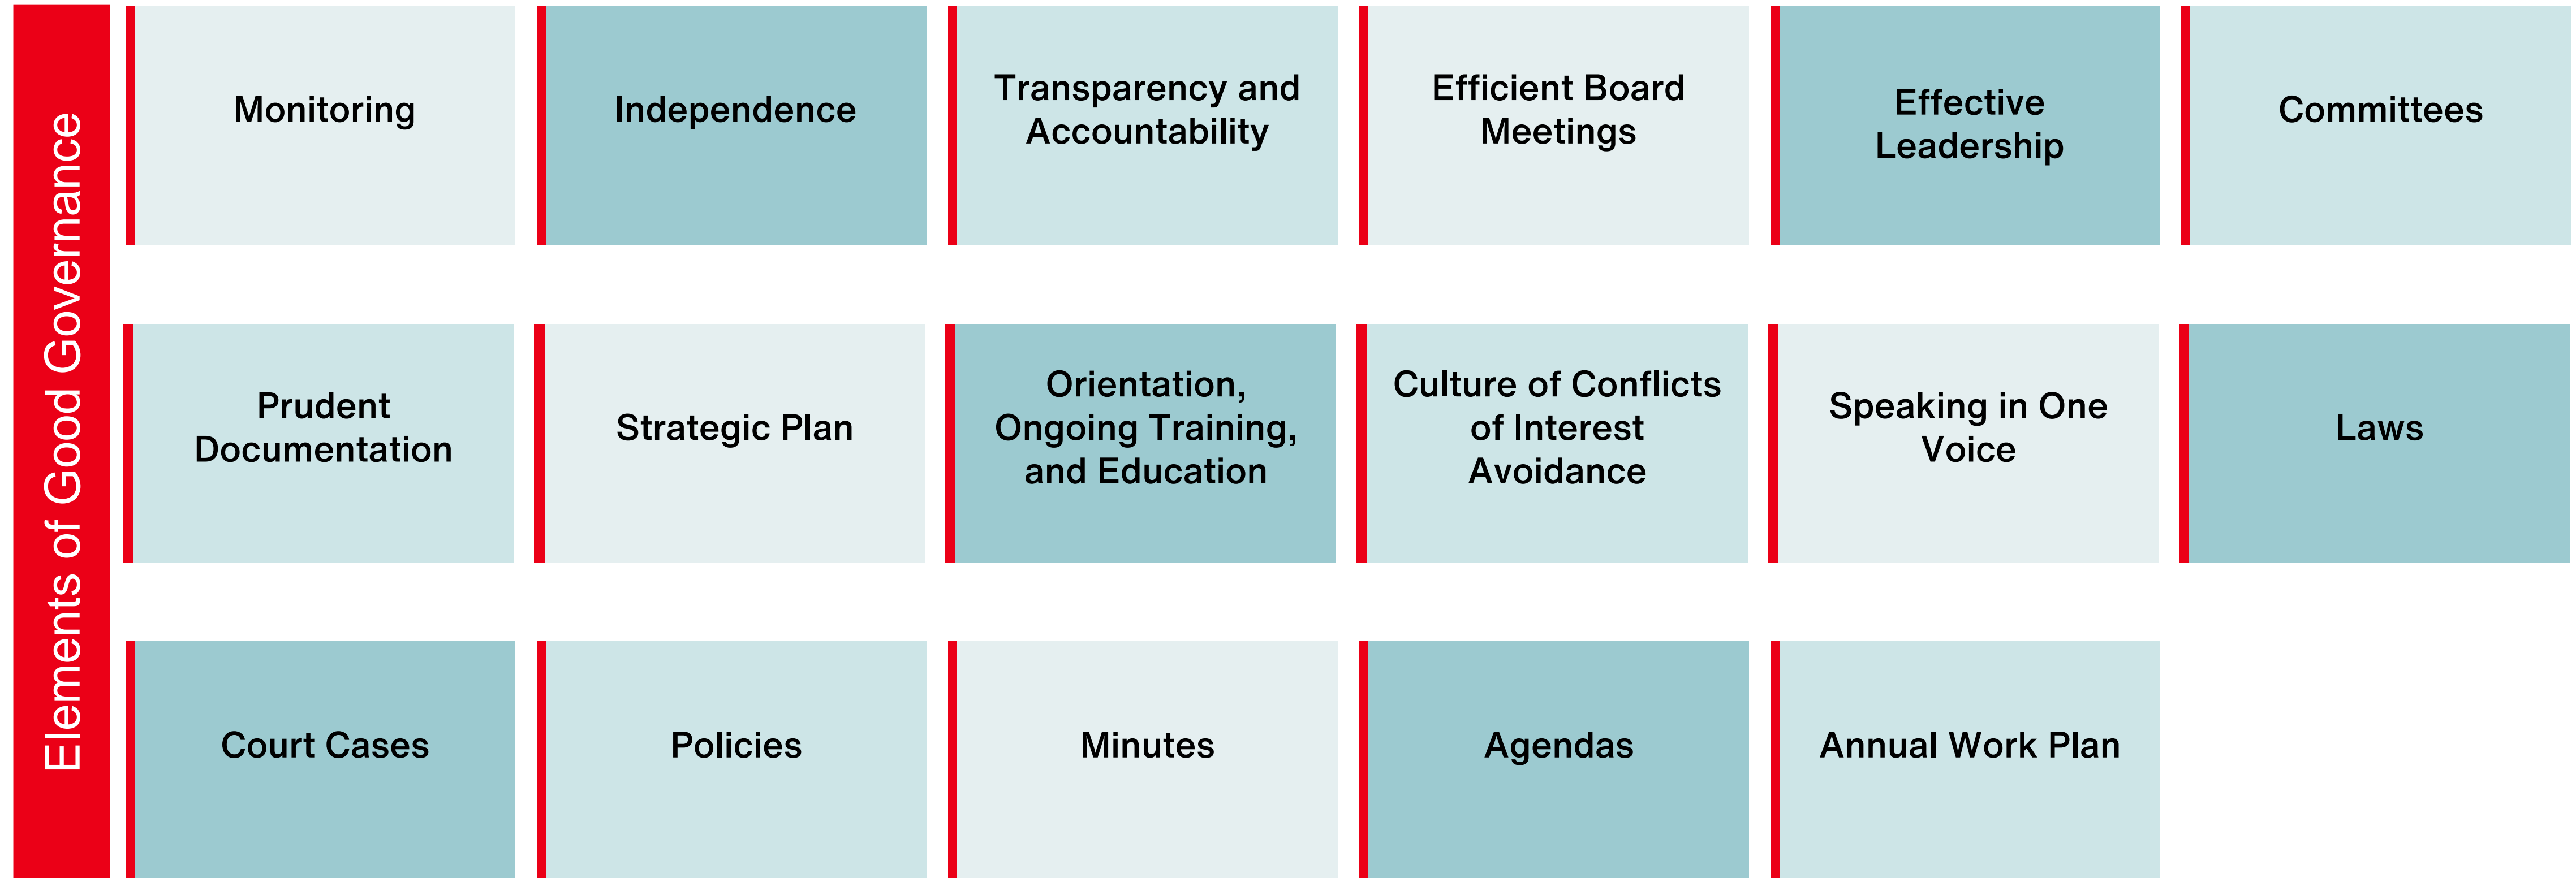 Elements of Good Governance
Monitoring
Independence
Transparency and
Accountability
Efficient Board
Meetings
Effective
Leadership
Committees
Prudent
Documentation
Strategic Plan
Orientation,
Ongoing Training,
and Education
Culture of Conflicts
of Interest
Avoidance
Speaking in One
Voice
Laws
Court Cases
Policies
Minutes
Agendas
Annual Work Plan